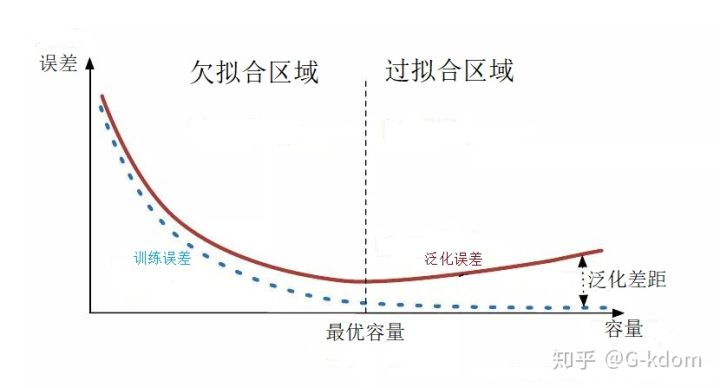 误差
欠拟合区域
过拟合区域
训练误差
泛化误差
泛化差距
最优容量
容量
知乎 @G-kdom